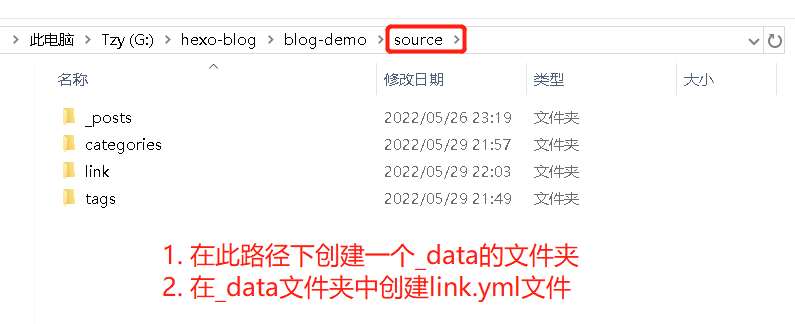 此电脑 > Tzy (G:) > hexo-blog > blog-demo > source >
名称 修改日期 类型 大小
_posts 2022/05/26 23:19 文件夹
categories 2022/05/29 21:57 文件夹
link 2022/05/29 22:03 文件夹
tags 2022/05/29 21:49 文件夹
1. 在此路径下创建一个_data的文件夹
2. 在_data文件夹中创建link.yml文件